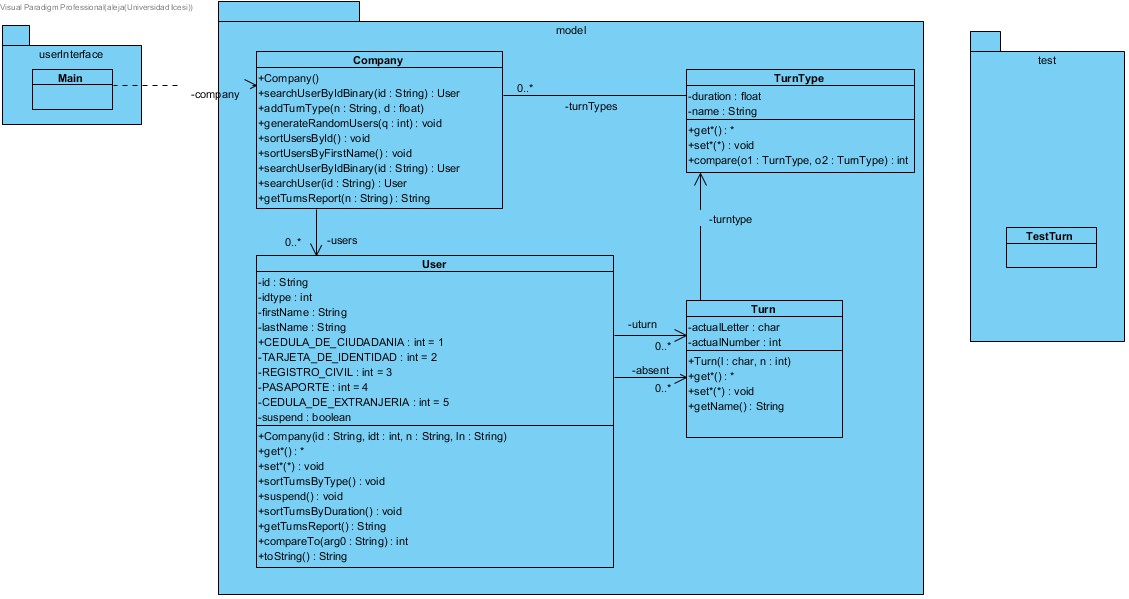 Visual Paradigm Professional(aleja(Universidad Icesi))
userInterface
Main
-company
model
Company
+Company()
+searchUserByIdBinary(id : String) : User
+addTurnType(n : String, d : float)
+generateRandomUsers(q : int) : void
+sortUsersById() : void
+sortUsersByFirstName() : void
+searchUserByIdBinary(id : String) : User
+searchUser(id : String) : User
+getTurnsReport(n : String) : String
0..*
-turnTypes
TurnType
-duration : float
-name : String
+get*() : *
+set*(*) : void
+compare(o1 : TurnType, o2 : TurnType) : int
-turntype
0..*
-users
User
-id : String
-idtype : int
-firstName : String
-lastName : String
+CEDULA_DE_CIUDADANIA : int = 1
-TARJETA_DE_IDENTIDAD : int = 2
-REGISTRO_CIVIL : int = 3
-PASAPORTE : int = 4
-CEDULA_DE_EXTRANJERIA : int = 5
-suspend : boolean
+Company(id : String, idt : int, n : String, ln : String)
+get*() : *
+set*(*) : void
+sortTurnsByType() : void
+suspend() : void
+sortTurnsByDuration() : void
+getTurnsReport() : String
+compareTo(arg0 : String) : int
+toString() : String
-uturn
0..*
-absent
0..*
Turn
-actualLetter : char
-actualNumber : int
+Turn(l : char, n : int)
+get*() : *
+set*(*) : void
+getName() : String
test
TestTurn